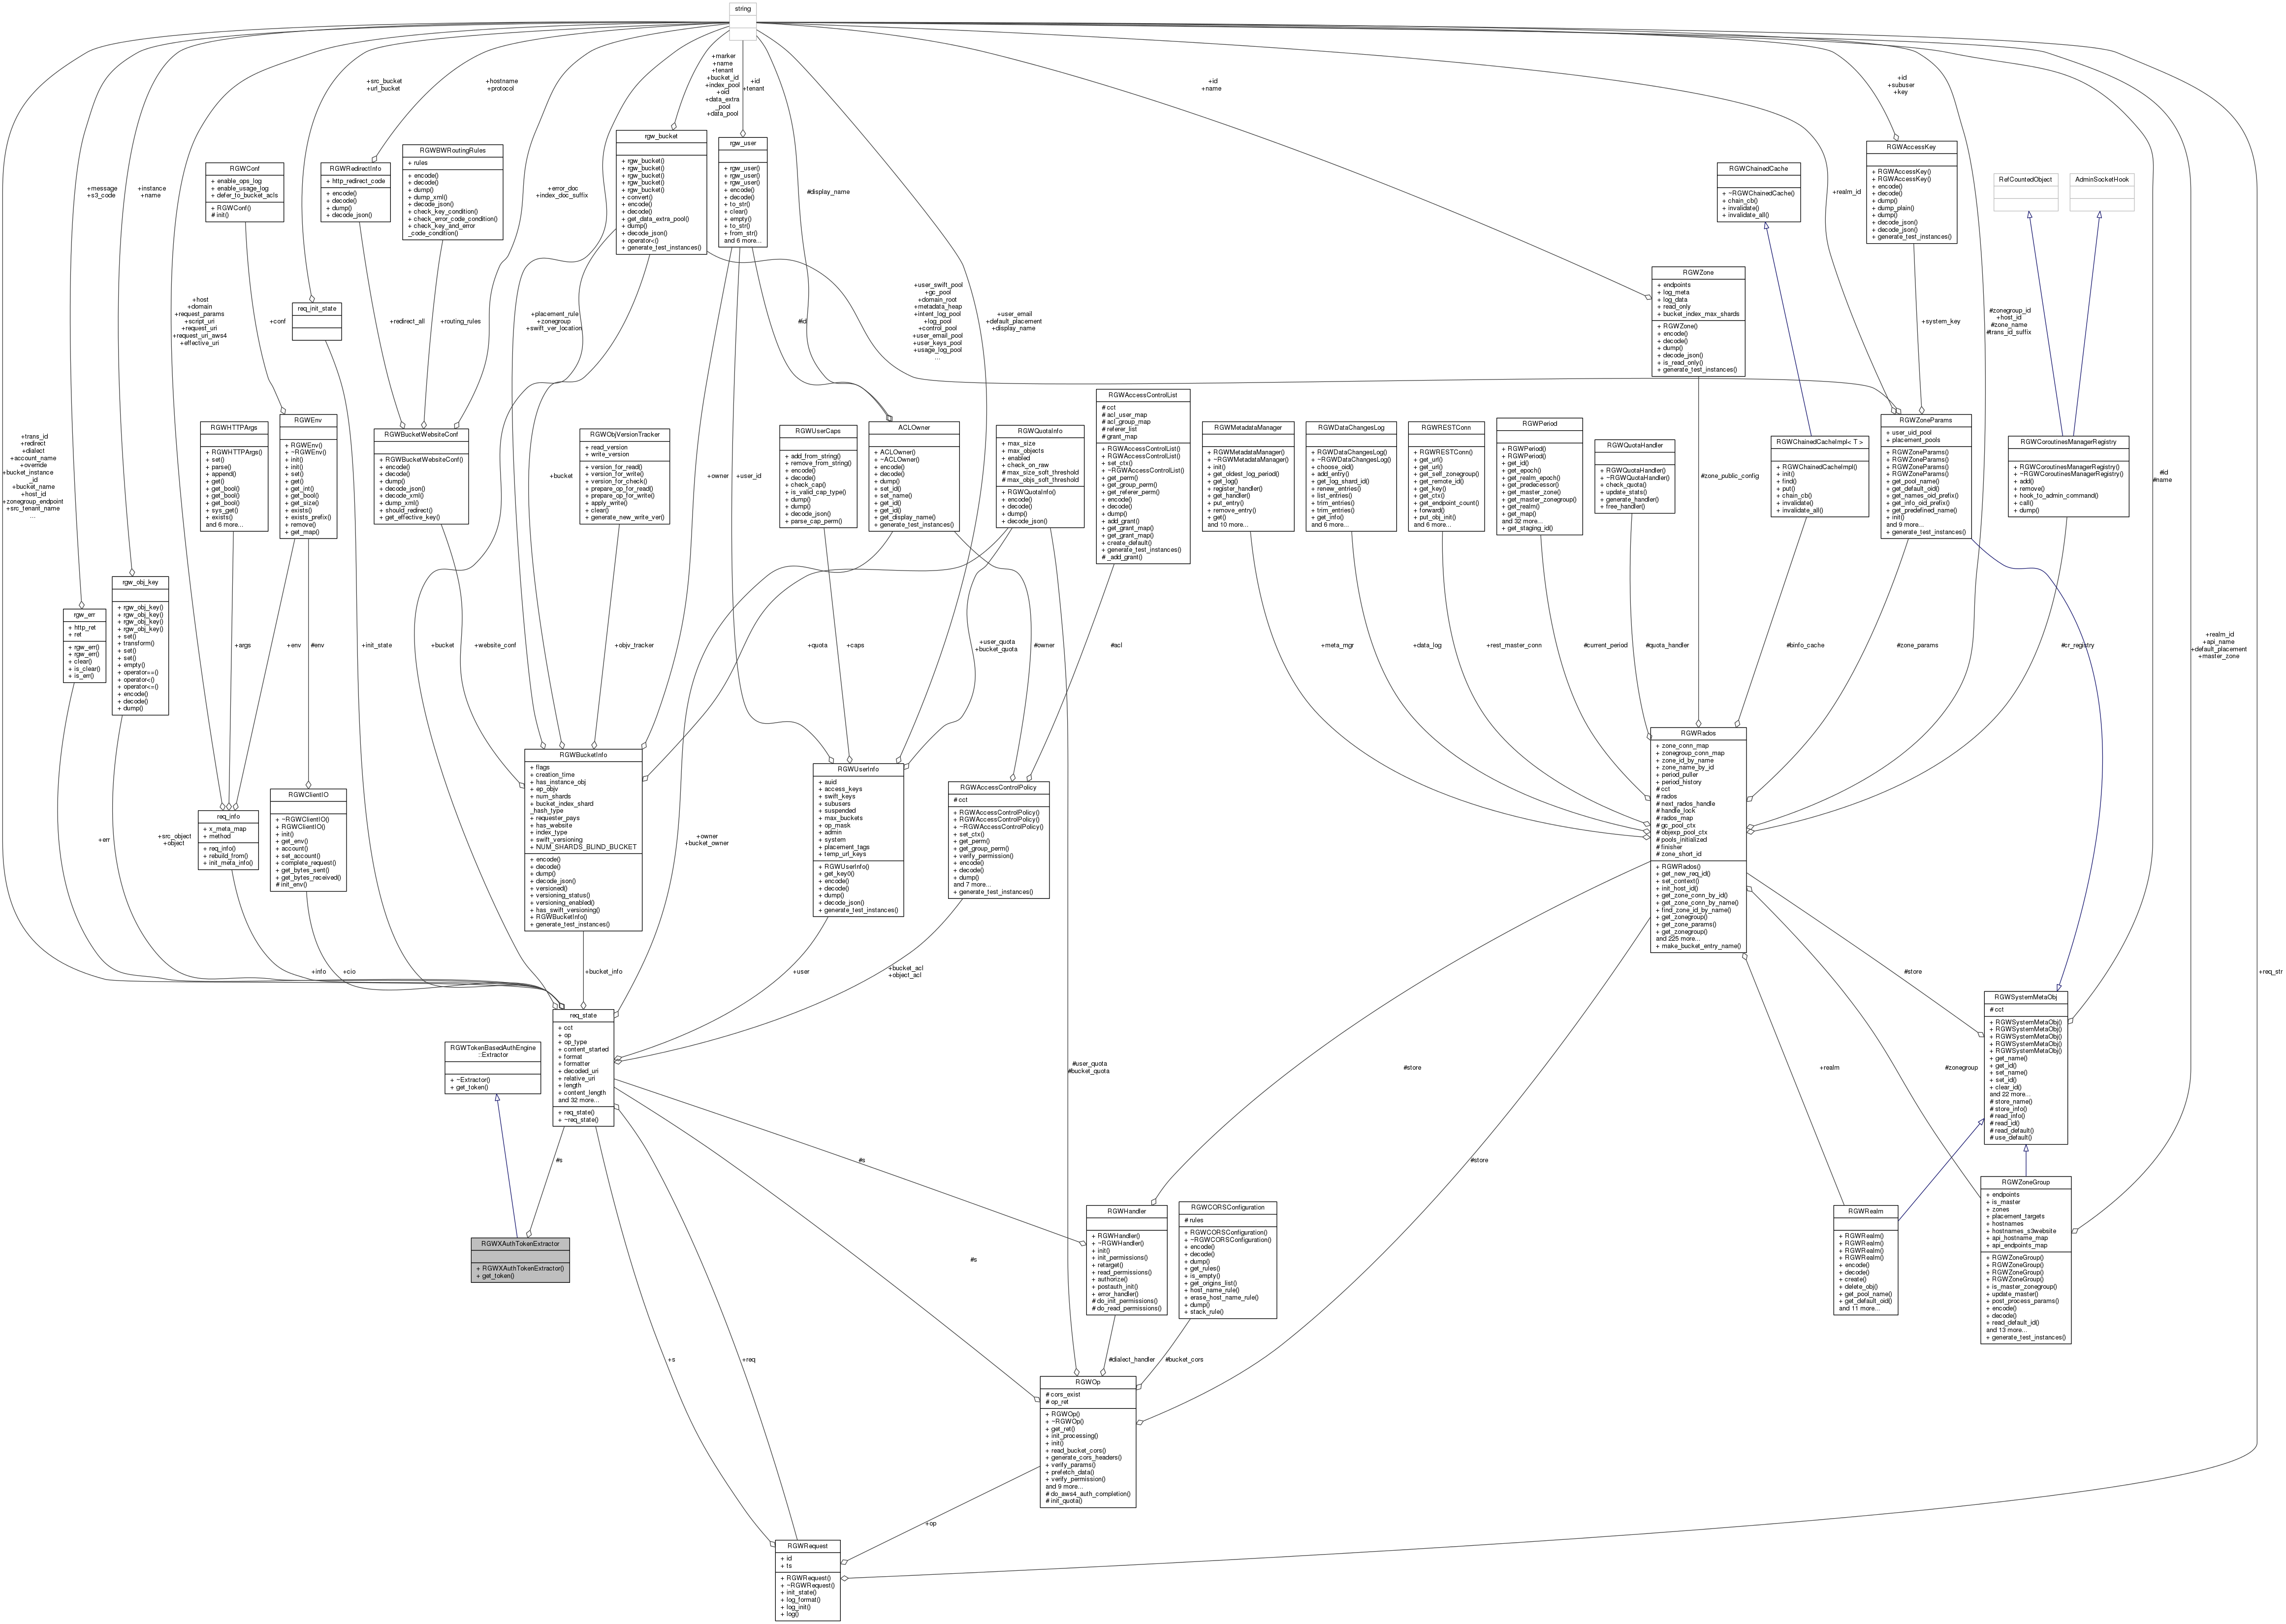 string
+marker
+name
+tenant
+bucket_id
+index_pool
+oid
+data_extra
_pool
+data_pool
+id
+tenant
+src_bucket
+url_bucket
+hostname
+protocol
+id
+name
+id
+subuser
+key
+message
+s3_code
+instance
+name
+error_doc
+index_doc_suffix
#display_name
+realm_id
RGWConf
+ enable_ops_log
+ enable_usage_log
+ defer_to_bucket_acls
+ RGWConf()
# init()
RGWRedirectInfo
+ http_redirect_code
+ encode()
+ decode()
+ dump()
+ decode_json()
RGWBWRoutingRules
+ rules
+ encode()
+ decode()
+ dump()
+ dump_xml()
+ decode_json()
+ check_key_condition()
+ check_error_code_condition()
+ check_key_and_error
_code_condition()
rgw_bucket
+ rgw_bucket()
+ rgw_bucket()
+ rgw_bucket()
+ rgw_bucket()
+ rgw_bucket()
+ convert()
+ encode()
+ decode()
+ get_data_extra_pool()
+ dump()
+ decode_json()
+ operator<()
+ generate_test_instances()
rgw_user
+ rgw_user()
+ rgw_user()
+ rgw_user()
+ encode()
+ decode()
+ to_str()
+ clear()
+ empty()
+ to_str()
+ from_str()
and 6 more...
RGWChainedCache
+ ~RGWChainedCache()
+ chain_cb()
+ invalidate()
+ invalidate_all()
RGWAccessKey
+ RGWAccessKey()
+ RGWAccessKey()
+ encode()
+ decode()
+ dump()
+ dump_plain()
+ dump()
+ decode_json()
+ decode_json()
+ generate_test_instances()
RefCountedObject
AdminSocketHook
RGWZone
+ endpoints
+ log_meta
+ log_data
+ read_only
+ bucket_index_max_shards
+ RGWZone()
+ encode()
+ decode()
+ dump()
+ decode_json()
+ is_read_only()
+ generate_test_instances()
+host
+domain
+request_params
+script_uri
+request_uri
+request_uri_aws4
+effective_uri
+conf
req_init_state
+redirect_all
+routing_rules
+placement_rule
+zonegroup
+swift_ver_location
#id
+user_swift_pool
+gc_pool
+domain_root
+metadata_heap
+intent_log_pool
+log_pool
+control_pool
+user_email_pool
+user_keys_pool
+usage_log_pool
...
+user_email
+default_placement
+display_name
+system_key
#zonegroup_id
+host_id
#zone_name
#trans_id_suffix
+trans_id
+redirect
+dialect
+account_name
+override
+bucket_instance
_id
+bucket_name
+host_id
+zonegroup_endpoint
+src_tenant_name
...
RGWHTTPArgs
+ RGWHTTPArgs()
+ set()
+ parse()
+ append()
+ get()
+ get_bool()
+ get_bool()
+ get_bool()
+ sys_get()
+ exists()
and 6 more...
RGWEnv
+ RGWEnv()
+ ~RGWEnv()
+ init()
+ init()
+ set()
+ get()
+ get_int()
+ get_bool()
+ get_size()
+ exists()
+ exists_prefix()
+ remove()
+ get_map()
RGWBucketWebsiteConf
+ RGWBucketWebsiteConf()
+ encode()
+ decode()
+ dump()
+ decode_json()
+ decode_xml()
+ dump_xml()
+ should_redirect()
+ get_effective_key()
+bucket
RGWObjVersionTracker
+ read_version
+ write_version
+ version_for_read()
+ version_for_write()
+ version_for_check()
+ prepare_op_for_read()
+ prepare_op_for_write()
+ apply_write()
+ clear()
+ generate_new_write_ver()
+owner
+user_id
RGWUserCaps
+ add_from_string()
+ remove_from_string()
+ encode()
+ decode()
+ check_cap()
+ is_valid_cap_type()
+ dump()
+ dump()
+ decode_json()
+ parse_cap_perm()
ACLOwner
+ ACLOwner()
+ ~ACLOwner()
+ encode()
+ decode()
+ dump()
+ set_id()
+ set_name()
+ get_id()
+ get_id()
+ get_display_name()
+ generate_test_instances()
RGWQuotaInfo
+ max_size
+ max_objects
+ enabled
+ check_on_raw
# max_size_soft_threshold
# max_objs_soft_threshold
+ RGWQuotaInfo()
+ encode()
+ decode()
+ dump()
+ decode_json()
RGWAccessControlList
# cct
# acl_user_map
# acl_group_map
# referer_list
# grant_map
+ RGWAccessControlList()
+ RGWAccessControlList()
+ set_ctx()
+ ~RGWAccessControlList()
+ get_perm()
+ get_group_perm()
+ get_referer_perm()
+ encode()
+ decode()
+ dump()
+ add_grant()
+ get_grant_map()
+ get_grant_map()
+ create_default()
+ generate_test_instances()
# _add_grant()
RGWMetadataManager
+ RGWMetadataManager()
+ ~RGWMetadataManager()
+ init()
+ get_oldest_log_period()
+ get_log()
+ register_handler()
+ get_handler()
+ put_entry()
+ remove_entry()
+ get()
and 10 more...
RGWDataChangesLog
+ RGWDataChangesLog()
+ ~RGWDataChangesLog()
+ choose_oid()
+ add_entry()
+ get_log_shard_id()
+ renew_entries()
+ list_entries()
+ trim_entries()
+ trim_entries()
+ get_info()
and 6 more...
RGWRESTConn
+ RGWRESTConn()
+ get_url()
+ get_url()
+ get_self_zonegroup()
+ get_remote_id()
+ get_key()
+ get_ctx()
+ get_endpoint_count()
+ forward()
+ put_obj_init()
and 6 more...
RGWPeriod
+ RGWPeriod()
+ RGWPeriod()
+ get_id()
+ get_epoch()
+ get_realm_epoch()
+ get_predecessor()
+ get_master_zone()
+ get_master_zonegroup()
+ get_realm()
+ get_map()
and 32 more...
+ get_staging_id()
RGWQuotaHandler
+ RGWQuotaHandler()
+ ~RGWQuotaHandler()
+ check_quota()
+ update_stats()
+ generate_handler()
+ free_handler()
#zone_public_config
RGWChainedCacheImpl< T >
+ RGWChainedCacheImpl()
+ init()
+ find()
+ put()
+ chain_cb()
+ invalidate()
+ invalidate_all()
RGWZoneParams
+ user_uid_pool
+ placement_pools
+ RGWZoneParams()
+ RGWZoneParams()
+ RGWZoneParams()
+ RGWZoneParams()
+ get_pool_name()
+ get_default_oid()
+ get_names_oid_prefix()
+ get_info_oid_prefix()
+ get_predefined_name()
+ init()
and 9 more...
+ generate_test_instances()
RGWCoroutinesManagerRegistry
+ RGWCoroutinesManagerRegistry()
+ ~RGWCoroutinesManagerRegistry()
+ add()
+ remove()
+ hook_to_admin_command()
+ call()
+ dump()
#id
#name
rgw_err
+ http_ret
+ ret
+ rgw_err()
+ rgw_err()
+ clear()
+ is_clear()
+ is_err()
rgw_obj_key
+ rgw_obj_key()
+ rgw_obj_key()
+ rgw_obj_key()
+ rgw_obj_key()
+ set()
+ transform()
+ set()
+ set()
+ empty()
+ operator==()
+ operator<()
+ operator<=()
+ encode()
+ decode()
+ dump()
+args
+env
#env
+init_state
+bucket
+website_conf
+objv_tracker
+quota
+caps
+user_quota
+bucket_quota
#owner
#acl
+meta_mgr
+data_log
+rest_master_conn
#current_period
#quota_handler
#binfo_cache
#zone_params
#cr_registry
+realm_id
+api_name
+default_placement
+master_zone
+err
+src_object
+object
req_info
+ x_meta_map
+ method
+ req_info()
+ rebuild_from()
+ init_meta_info()
RGWClientIO
+ ~RGWClientIO()
+ RGWClientIO()
+ init()
+ get_env()
+ account()
+ set_account()
+ complete_request()
+ get_bytes_sent()
+ get_bytes_received()
# init_env()
RGWBucketInfo
+ flags
+ creation_time
+ has_instance_obj
+ ep_objv
+ num_shards
+ bucket_index_shard
_hash_type
+ requester_pays
+ has_website
+ index_type
+ swift_versioning
+ NUM_SHARDS_BLIND_BUCKET
+ encode()
+ decode()
+ dump()
+ decode_json()
+ versioned()
+ versioning_status()
+ versioning_enabled()
+ has_swift_versioning()
+ RGWBucketInfo()
+ generate_test_instances()
+owner
+bucket_owner
RGWUserInfo
+ auid
+ access_keys
+ swift_keys
+ subusers
+ suspended
+ max_buckets
+ op_mask
+ admin
+ system
+ placement_tags
+ temp_url_keys
+ RGWUserInfo()
+ get_key0()
+ encode()
+ decode()
+ dump()
+ decode_json()
+ generate_test_instances()
RGWAccessControlPolicy
# cct
+ RGWAccessControlPolicy()
+ RGWAccessControlPolicy()
+ ~RGWAccessControlPolicy()
+ set_ctx()
+ get_perm()
+ get_group_perm()
+ verify_permission()
+ encode()
+ decode()
+ dump()
and 7 more...
+ generate_test_instances()
RGWRados
+ zone_conn_map
+ zonegroup_conn_map
+ zone_id_by_name
+ zone_name_by_id
+ period_puller
+ period_history
# cct
# rados
# next_rados_handle
# handle_lock
# rados_map
# gc_pool_ctx
# objexp_pool_ctx
# pools_initialized
# finisher
# zone_short_id
+ RGWRados()
+ get_new_req_id()
+ set_context()
+ init_host_id()
+ get_zone_conn_by_id()
+ get_zone_conn_by_name()
+ find_zone_id_by_name()
+ get_zonegroup()
+ get_zone_params()
+ get_zonegroup()
and 225 more...
+ make_bucket_entry_name()
+info
+cio
+bucket_info
+user
+bucket_acl
+object_acl
#store
+req_str
req_state
+ cct
+ op
+ op_type
+ content_started
+ format
+ formatter
+ decoded_uri
+ relative_uri
+ length
+ content_length
and 32 more...
+ req_state()
+ ~req_state()
RGWSystemMetaObj
# cct
+ RGWSystemMetaObj()
+ RGWSystemMetaObj()
+ RGWSystemMetaObj()
+ RGWSystemMetaObj()
+ get_name()
+ get_id()
+ set_name()
+ set_id()
+ clear_id()
and 22 more...
# store_name()
# store_info()
# read_info()
# read_id()
# read_default()
# use_default()
RGWTokenBasedAuthEngine
::Extractor
+ ~Extractor()
+ get_token()
#user_quota
#bucket_quota
#store
+realm
#zonegroup
#s
#s
#store
RGWXAuthTokenExtractor
+ RGWXAuthTokenExtractor()
+ get_token()
#s
RGWHandler
+ RGWHandler()
+ ~RGWHandler()
+ init()
+ init_permissions()
+ retarget()
+ read_permissions()
+ authorize()
+ postauth_init()
+ error_handler()
# do_init_permissions()
# do_read_permissions()
RGWCORSConfiguration
# rules
+ RGWCORSConfiguration()
+ ~RGWCORSConfiguration()
+ encode()
+ decode()
+ dump()
+ get_rules()
+ is_empty()
+ get_origins_list()
+ host_name_rule()
+ erase_host_name_rule()
+ dump()
+ stack_rule()
RGWRealm
+ RGWRealm()
+ RGWRealm()
+ RGWRealm()
+ RGWRealm()
+ encode()
+ decode()
+ create()
+ delete_obj()
+ get_pool_name()
+ get_default_oid()
and 11 more...
RGWZoneGroup
+ endpoints
+ is_master
+ zones
+ placement_targets
+ hostnames
+ hostnames_s3website
+ api_hostname_map
+ api_endpoints_map
+ RGWZoneGroup()
+ RGWZoneGroup()
+ RGWZoneGroup()
+ RGWZoneGroup()
+ is_master_zonegroup()
+ update_master()
+ post_process_params()
+ encode()
+ decode()
+ read_default_id()
and 13 more...
+ generate_test_instances()
+s
+req
#dialect_handler
#bucket_cors
RGWOp
# cors_exist
# op_ret
+ RGWOp()
+ ~RGWOp()
+ get_ret()
+ init_processing()
+ init()
+ read_bucket_cors()
+ generate_cors_headers()
+ verify_params()
+ prefetch_data()
+ verify_permission()
and 9 more...
# do_aws4_auth_completion()
# init_quota()
+op
RGWRequest
+ id
+ ts
+ RGWRequest()
+ ~RGWRequest()
+ init_state()
+ log_format()
+ log_init()
+ log()